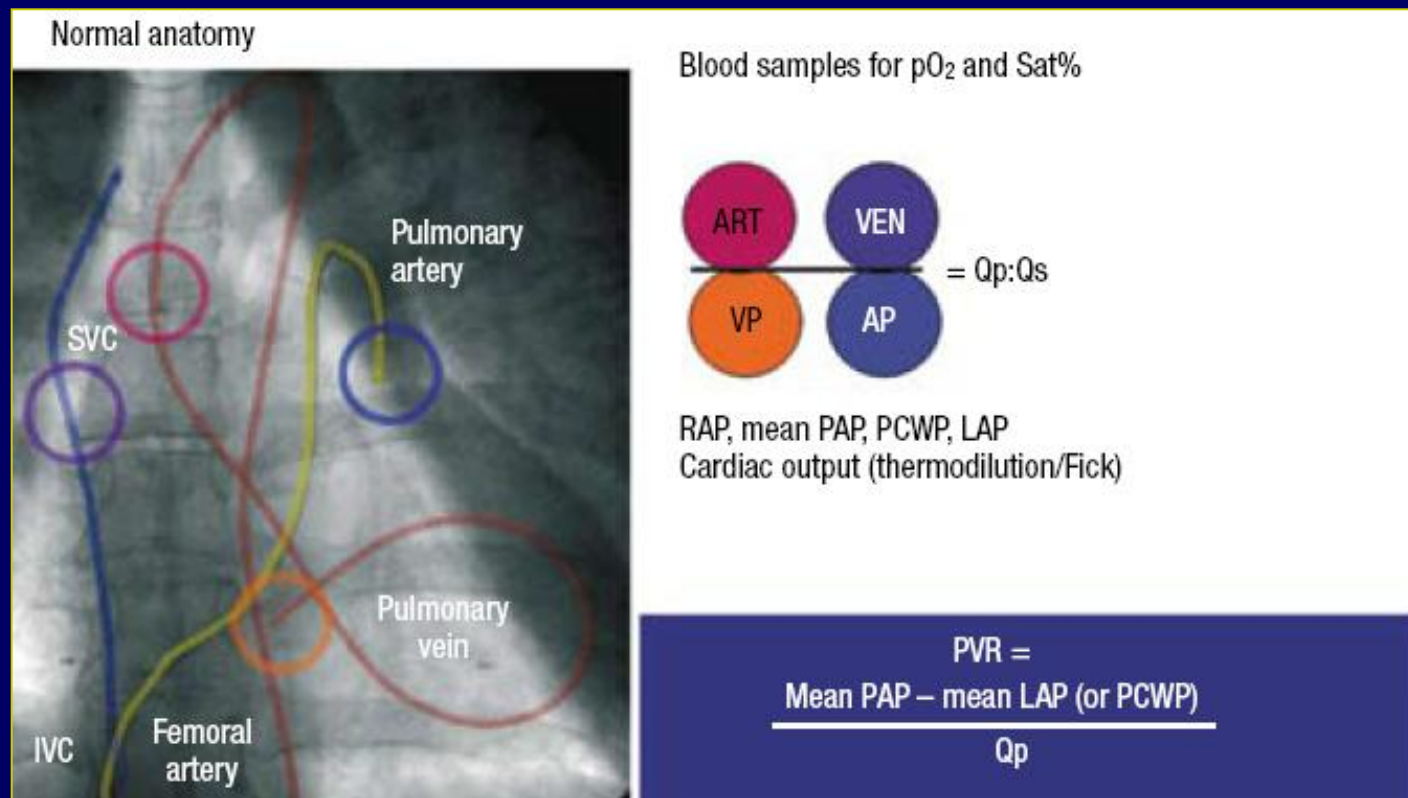 Normal anatomy
Pulmonary
artery
SVC
Pulmonary
vein
IVC
Femoral
artery
Blood samples for pO₂ and Sat%
ART VEN
= Qp:Qs
VP AP
RAP, mean PAP, PCWP, LAP
Cardiac output (thermodilution/Fick)
PVR =
Mean PAP – mean LAP (or PCWP)
Qp